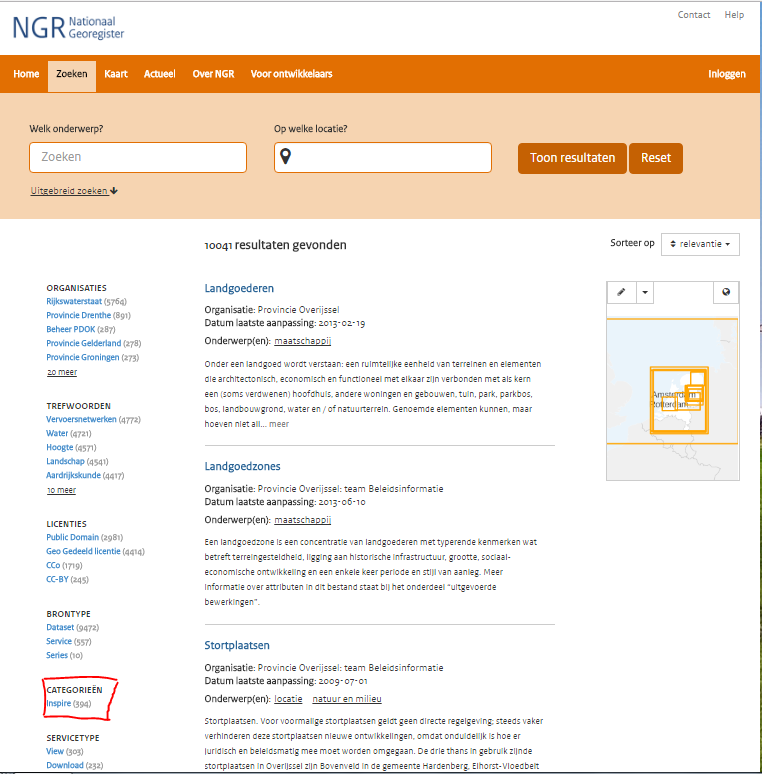 Contact Help
NGR Nationaal
Georegister
Home Zoeken Kaart Actueel Over NGR Voor ontwikkelaars Inloggen
Welk onderwerp? Op welke locatie?
Zoeken Toon resultaten Reset
Uitgebreid zoeken
10041 resultaten gevonden
Sorteer op relevantie
ORGANISATIES
Rijkswaterstaat (5764)
Provincie Drenthe (891)
Beheer PDOK (287)
Provincie Gelderland (278)
Provincie Groningen (273)
20 meer
TREFWOORDEN
Vervoersnetwerken (4772)
Water (4721)
Hoogte (4571)
Landschap (4541)
Aardrijkskunde (4417)
10 meer
LICENTIES
Public Domain (2981)
Geo Gedeeld licentie (4414)
CC0 (1719)
CC-BY (245)
BRONTYPE
Dataset (9472)
Service (557)
Series (10)
CATEGORIEËN
Inspire (394)
SERVICETYPE
View (303)
Download (232)
Landgoederen
Organisatie: Provincie Overijssel
Datum laatste aanpassing: 2013-02-19
Onderwerp(en): maatschappij
Onder een landgoed wordt verstaan: een ruimtelijke eenheid van terreinen en elementen
die architectonisch, economisch en functioneel met elkaar zijn verbonden met als kern
een (soms verdwenen) hoofdhuis, andere woningen en gebouwen, tuin, park, parkbos,
bos, landbouwgrond, water en / of natuurterrein. Genoemde elementen kunnen, maar
hoeven niet all... meer
Landgoedzones
Organisatie: Provincie Overijssel: team Beleidsinformatie
Datum laatste aanpassing: 2013-06-10
Onderwerp(en): maatschappij
Een landgoedzone is een concentratie van landgoederen met typerende kenmerken wat
betreft terreingesteldheid, ligging aan historische infrastructuur, grootte, sociaal-
economische ontwikkeling en een enkele keer periode en stijl van aanleg. Meer
informatie over attributen in dit bestand staat bij het onderdeel "uitgevoerde
bewerkingen".
Stortplaatsen
Organisatie: Provincie Overijssel: team Beleidsinformatie
Datum laatste aanpassing: 2009-07-01
Onderwerp(en): locatie natuur en milieu
Stortplaatsen. Voor voormalige stortplaatsen geldt geen directe regelgeving; steeds vaker
verhinderen deze stortplaatsen nieuwe ontwikkelingen, omdat onduidelijk is hoe er
juridisch en beleidsmatig mee moet worden omgegaan. De drie thans in gebruik zijnde
stortplaatsen in Overijssel zijn Bovenveld in de gemeente Hardenberg, Elhorst-Vloedbelt
Amsterdam
Rotterdam